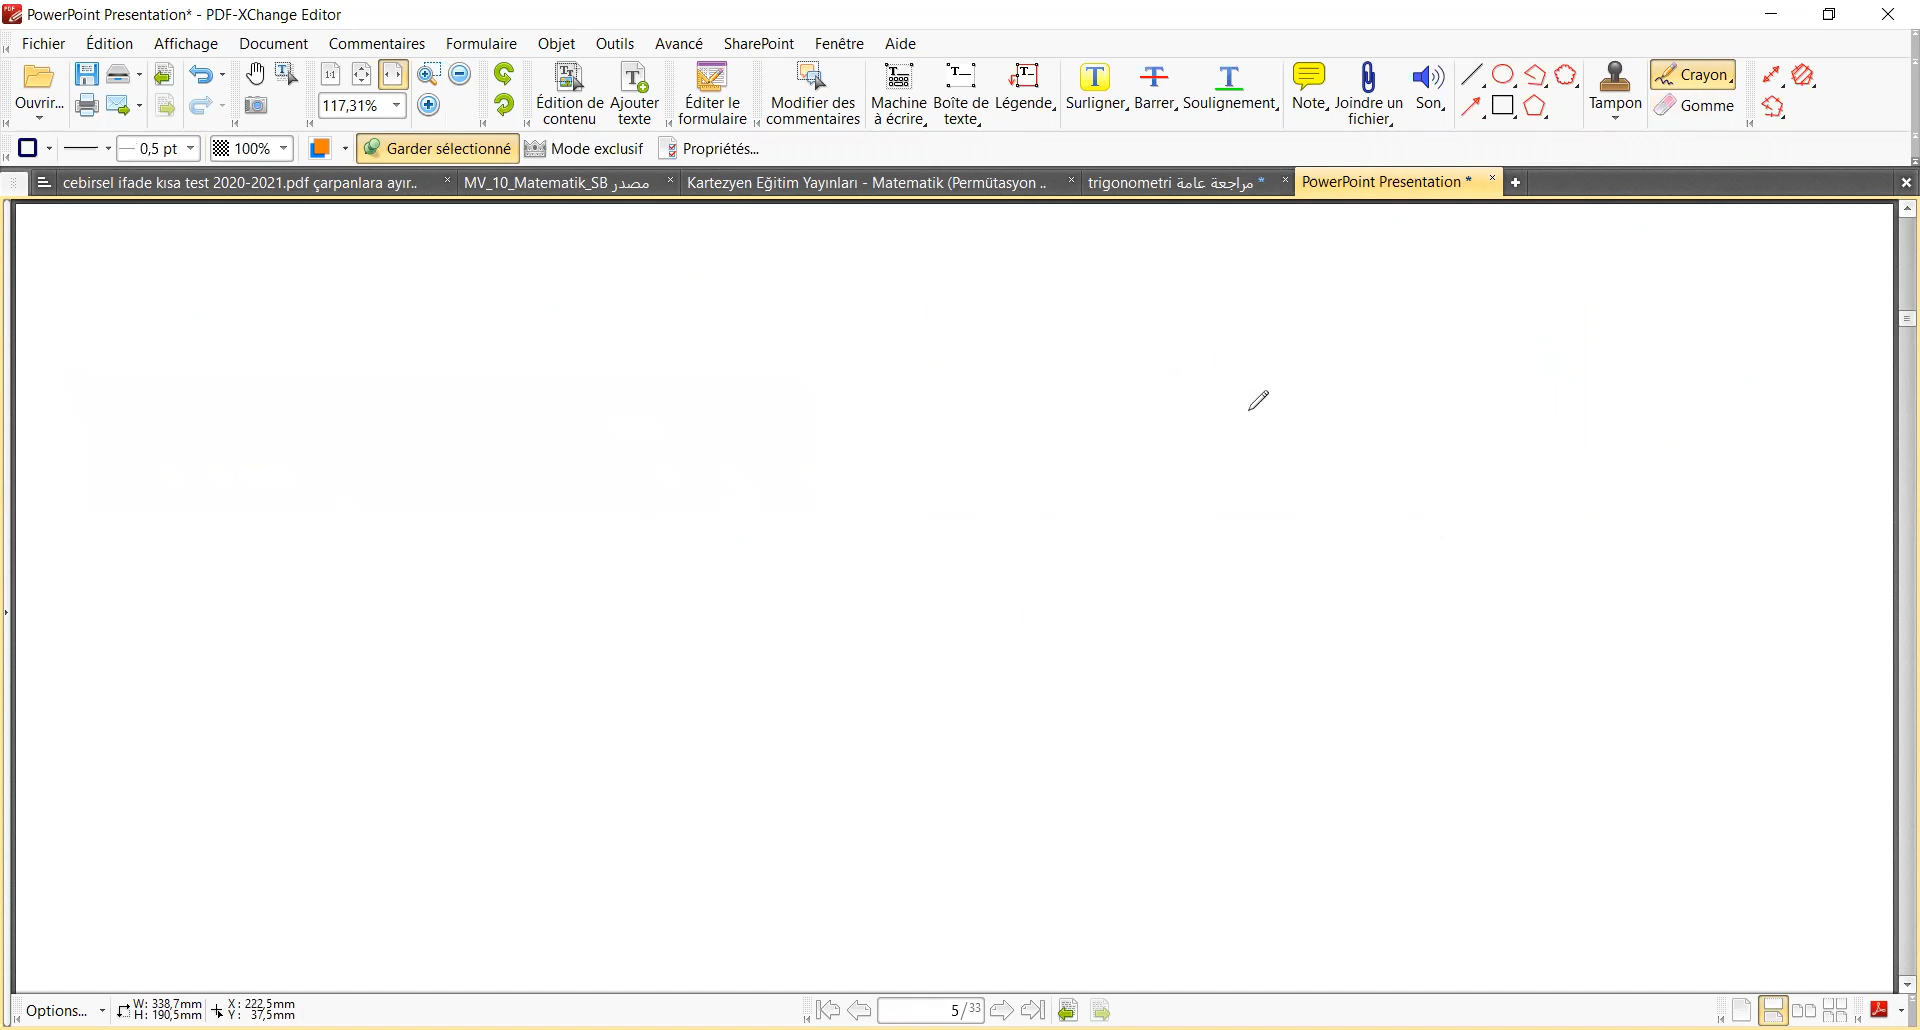 PowerPoint Presentation* - PDF-XChange Editor
Fichier Édition Affichage Document Commentaires Formulaire Objet Outils Avancé SharePoint Fenêtre Aide
Ouvrir...
117,31%
Édition de contenu
Ajouter texte
Éditer le formulaire
Modifier des commentaires
Machine à écrire
Boîte de texte
Légende
Surligner
Barrer
Soulignement
Note
Joindre un fichier
Son
Tampon
Crayon
Gomme
0,5 pt
100%
Garder sélectionné
Mode exclusif
Propriétés...
cebirsel ifade kısa test 2020-2021.pdf çarpanlara ayır..
MV_10_Matematik_SB مصدر
Kartezyen Eğitim Yayınları - Matematik (Permütasyon ..
trigonometri مراجعة عامة *
PowerPoint Presentation *
Options...
W: 338,7mm
H: 190,5mm
X: 222,5mm
Y: 37,5mm
5/33